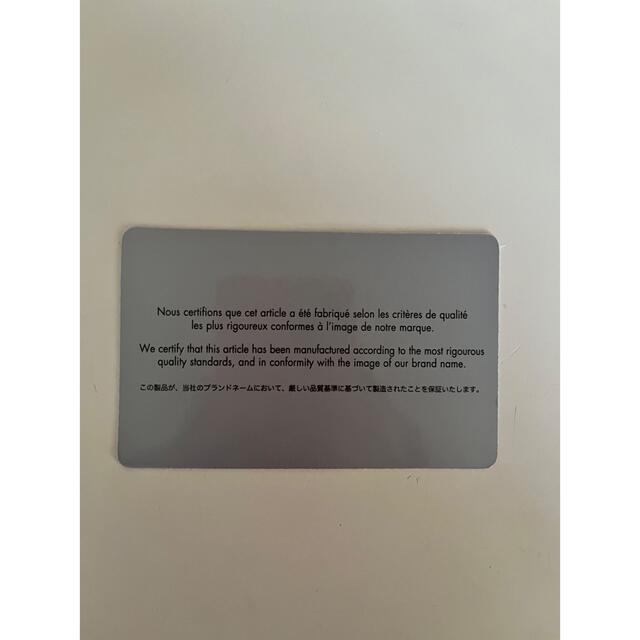 Nous certifions que cet article a été fabriqué selon les critères de qualité
les plus rigoureux conformes à l'image de notre marque.
We certify that this article has been manufactured according to the most rigourous
quality standards, and in conformity with the image of our brand name.
この製品が、当社のブランドネームにおいて、厳しい品質基準に基づいて製造されたことを保証いたします。